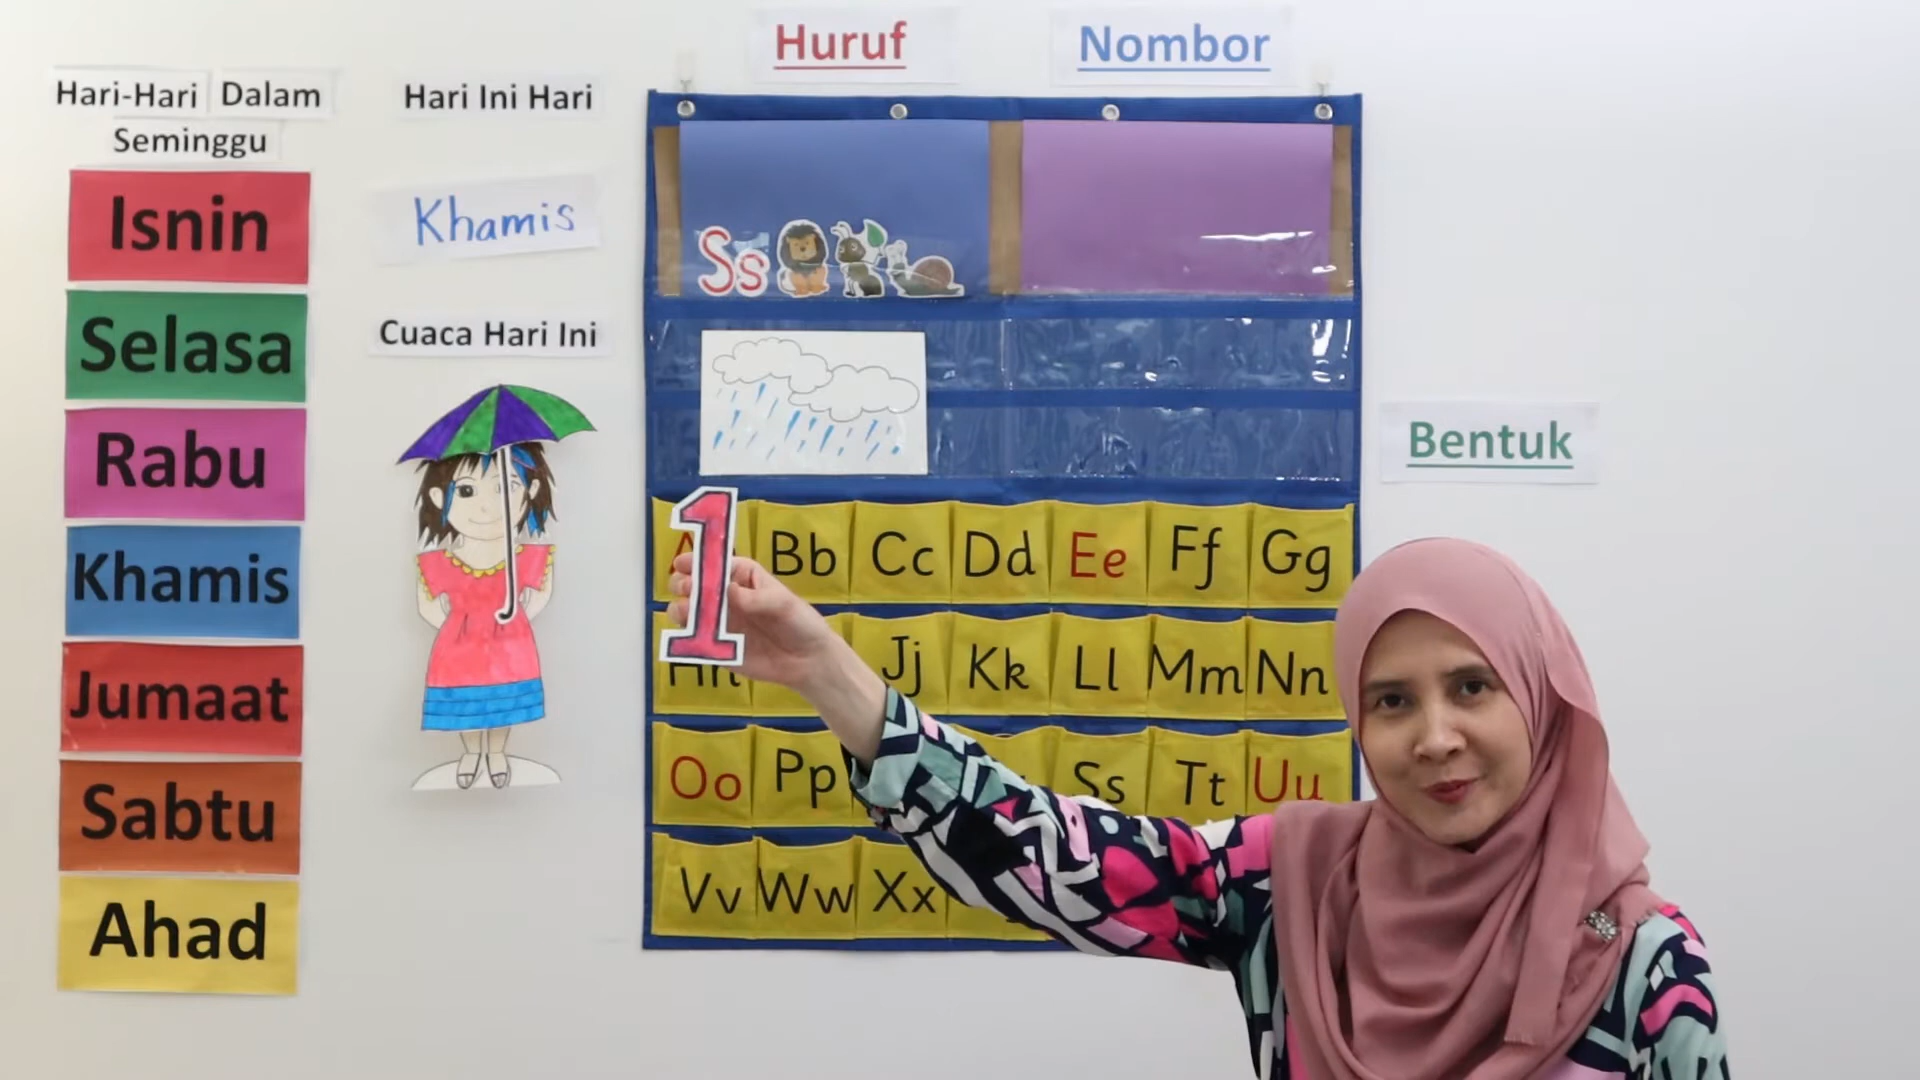 Huruf
Nombor
Hari-Hari Dalam
Seminggu
Isnin
Selasa
Rabu
Khamis
Jumaat
Sabtu
Ahad
Hari Ini Hari
Khamis
Cuaca Hari Ini
Ss
1
Bb Cc Dd Ee Ff Gg
Jj Kk Ll Mm Nn
Oo Pp Ss Tt Uu
Vv Ww Xx
Bentuk